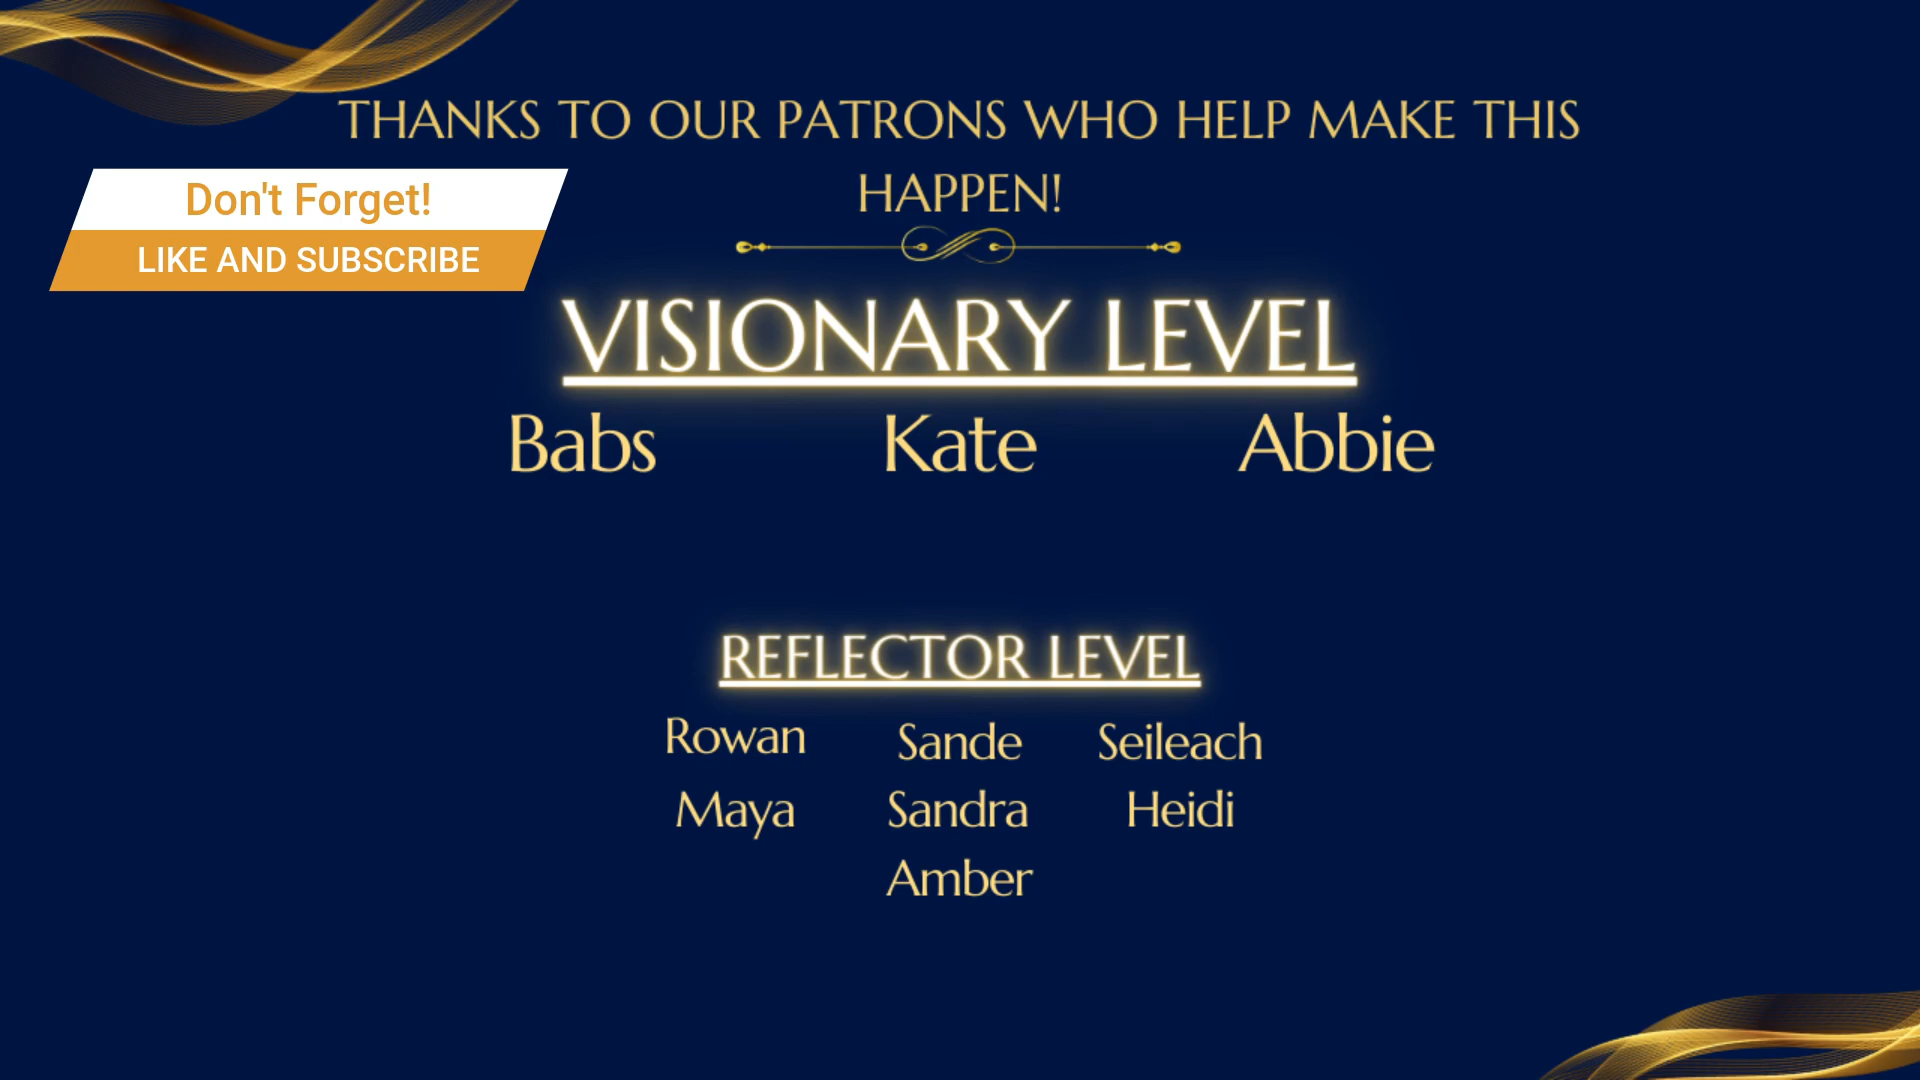 THANKS TO OUR PATRONS WHO HELP MAKE THIS
HAPPEN!
Don't Forget!
LIKE AND SUBSCRIBE
VISIONARY LEVEL
Babs Kate Abbie
REFLECTOR LEVEL
Rowan Sande Seileach
Maya Sandra Heidi
Amber